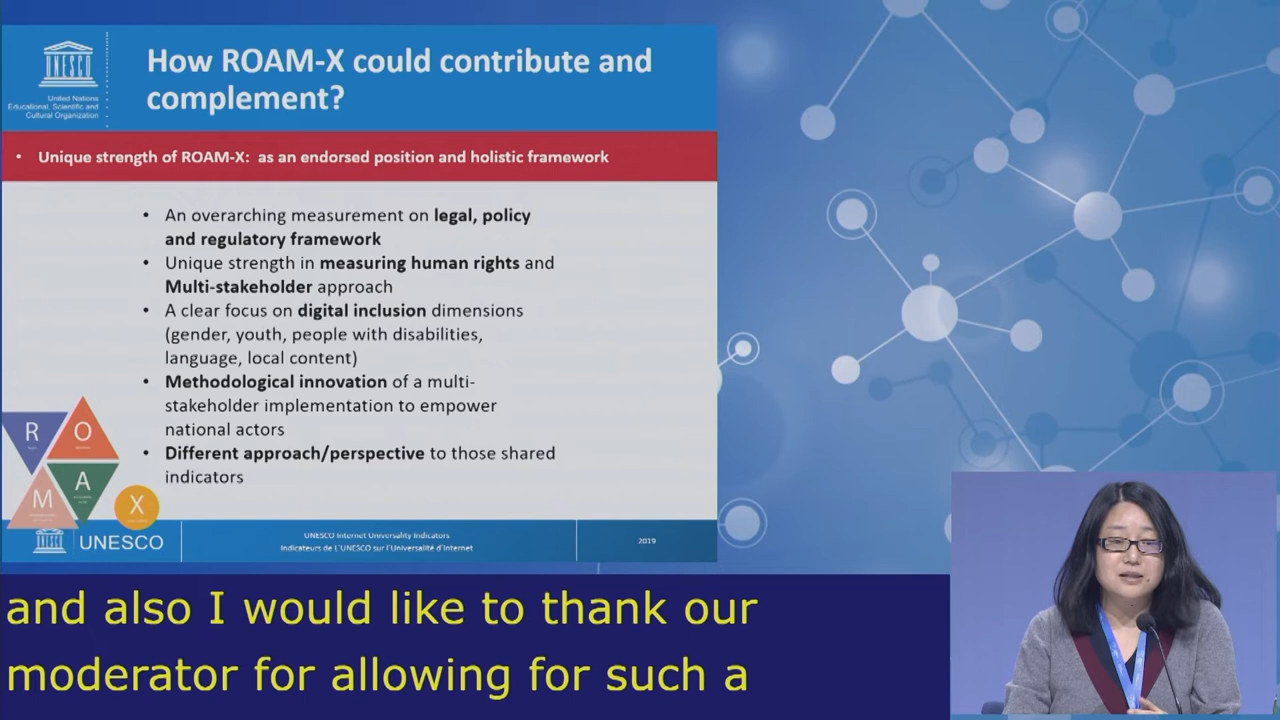 UNESCO
United Nations
Educational, Scientific and
Cultural Organization
How ROAM-X could contribute and
complement?
• Unique strength of ROAM-X: as an endorsed position and holistic framework
• An overarching measurement on legal, policy
and regulatory framework
• Unique strength in measuring human rights and
Multi-stakeholder approach
• A clear focus on digital inclusion dimensions
(gender, youth, people with disabilities,
language, local content)
• Methodological innovation of a multi-
stakeholder implementation to empower
national actors
• Different approach/perspective to those shared
indicators
R
O
M
A
X
UNESCO
UNESCO Internet Universality Indicators
Indicateurs de L'UNESCO sur l'Universalité d'Internet
2019
and also I would like to thank our
moderator for allowing for such a